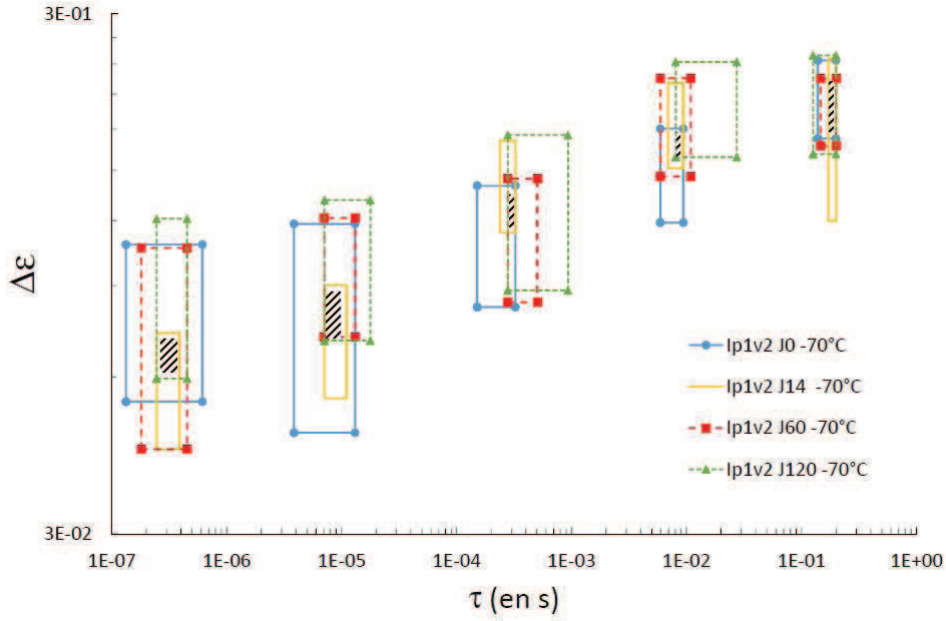 3E-01
Δε
3E-02
1E-07 1E-06 1E-05 1E-04 1E-03 1E-02 1E-01 1E+00
τ (en s)
Ip1v2 J0 -70°C
Ip1v2 J14 -70°C
Ip1v2 J60 -70°C
Ip1v2 J120 -70°C